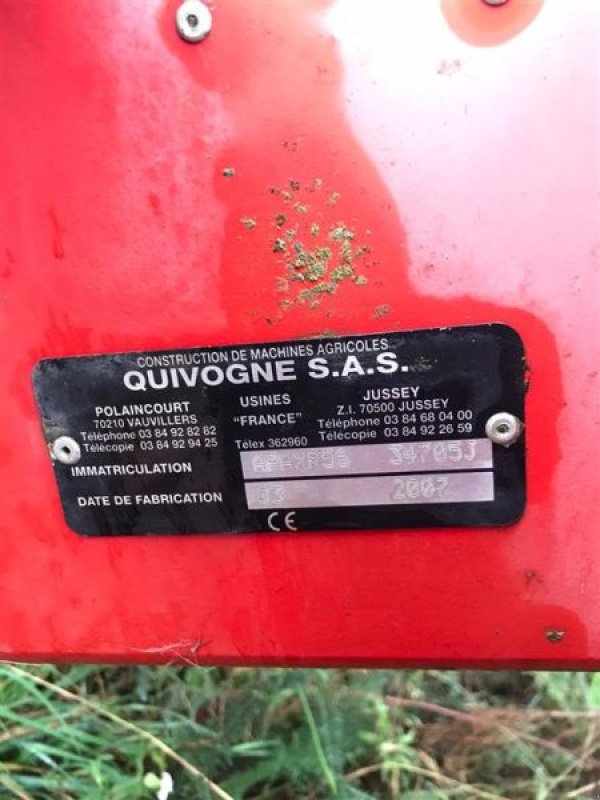 CONSTRUCTION DE MACHINES AGRICOLES
QUIVOGNE S.A.S.
POLAINCOURT
70210 VAUVILLERS
Téléphone 03 84 92 82 82
Télécopie 03 84 92 94 25
USINES
"FRANCE"
Télex 362960
JUSSEY
Z.I. 70500 JUSSEY
Téléphone 03 84 68 04 00
Télécopie 03 84 92 26 59
IMMATRICULATION 34705J
DATE DE FABRICATION 03 2007
CE